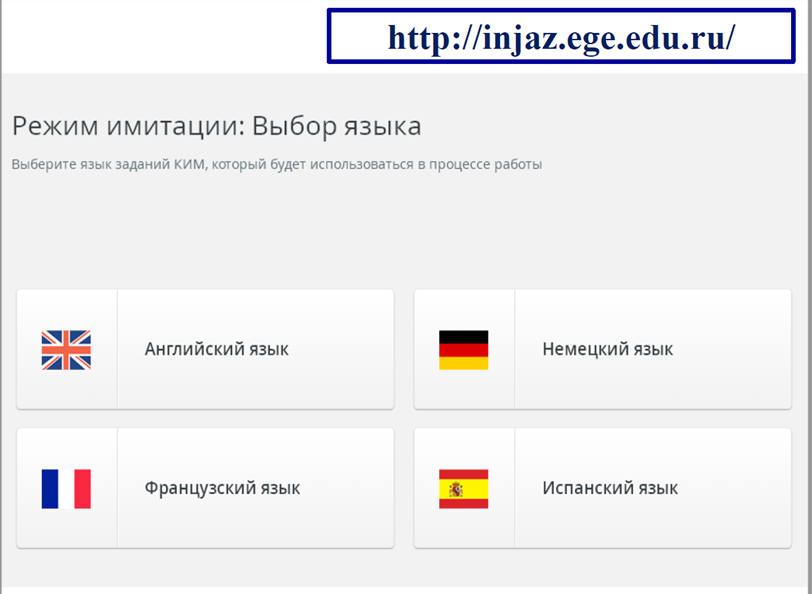 http://injaz.ege.edu.ru/
Режим имитации: Выбор языка
Выберите язык заданий КИМ, который будет использоваться в процессе работы
Английский язык
Немецкий язык
Французский язык
Испанский язык